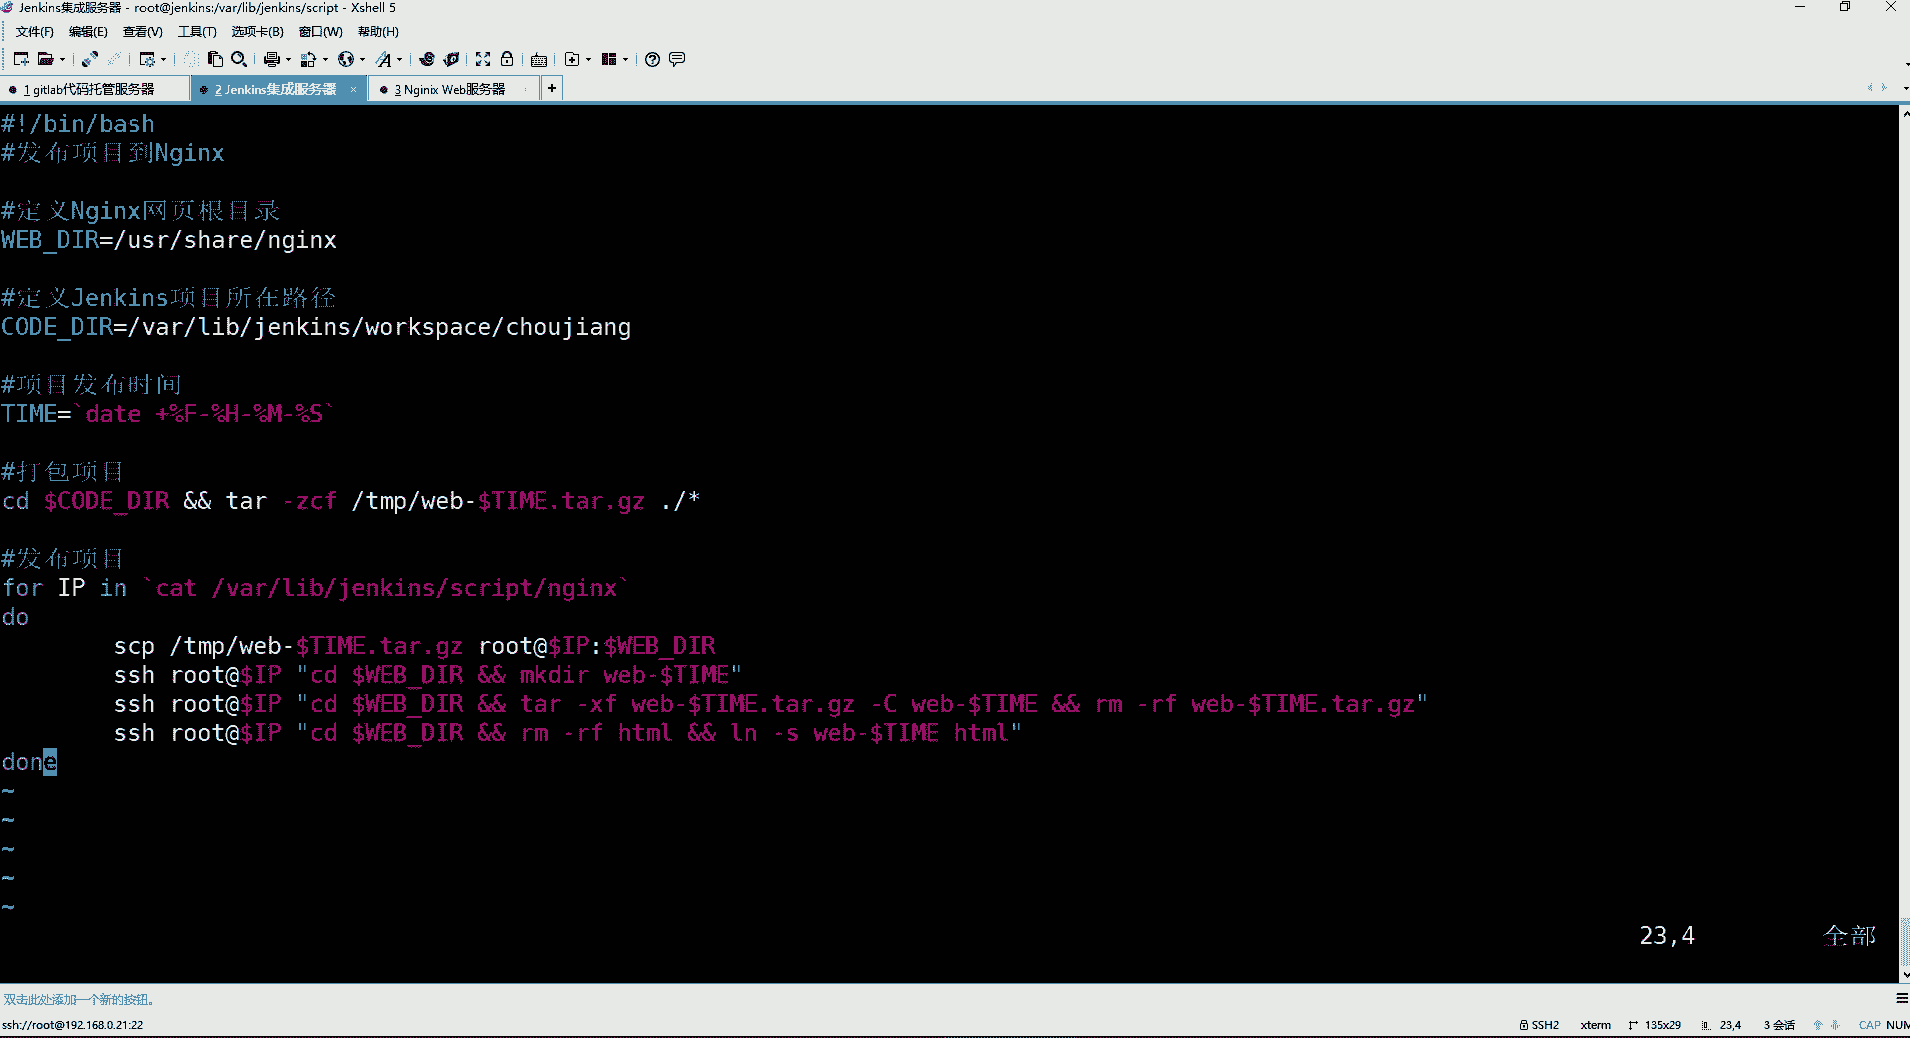 Jenkins集成服务器 - root@jenkins:/var/lib/jenkins/script - Xshell 5
文件(F) 编辑(E) 查看(V) 工具(T) 选项卡(B) 窗口(W) 帮助(H)
1 gitlab代码托管服务器 2 Jenkins集成服务器 × 3 Nginix Web服务器 +
#!/bin/bash
#发布项目到Nginx
#定义Nginx网页根目录
WEB_DIR=/usr/share/nginx
#定义Jenkins项目所在路径
CODE_DIR=/var/lib/jenkins/workspace/choujiang
#项目发布时间
TIME=`date +%F-%H-%M-%S`
#打包项目
cd $CODE_DIR && tar -zcf /tmp/web-$TIME.tar.gz ./*
#发布项目
for IP in `cat /var/lib/jenkins/script/nginx`
do
scp /tmp/web-$TIME.tar.gz root@$IP:$WEB_DIR
ssh root@$IP "cd $WEB_DIR && mkdir web-$TIME"
ssh root@$IP "cd $WEB_DIR && tar -xf web-$TIME.tar.gz -C web-$TIME && rm -rf web-$TIME.tar.gz"
ssh root@$IP "cd $WEB_DIR && rm -rf html && ln -s web-$TIME html"
done
~
~
~
~
~
23,4 全部
双击此处添加一个新的按钮。
ssh://root@192.168.0.21:22 SSH2 xterm 135x29 23,4 3 会话 CAP NUM